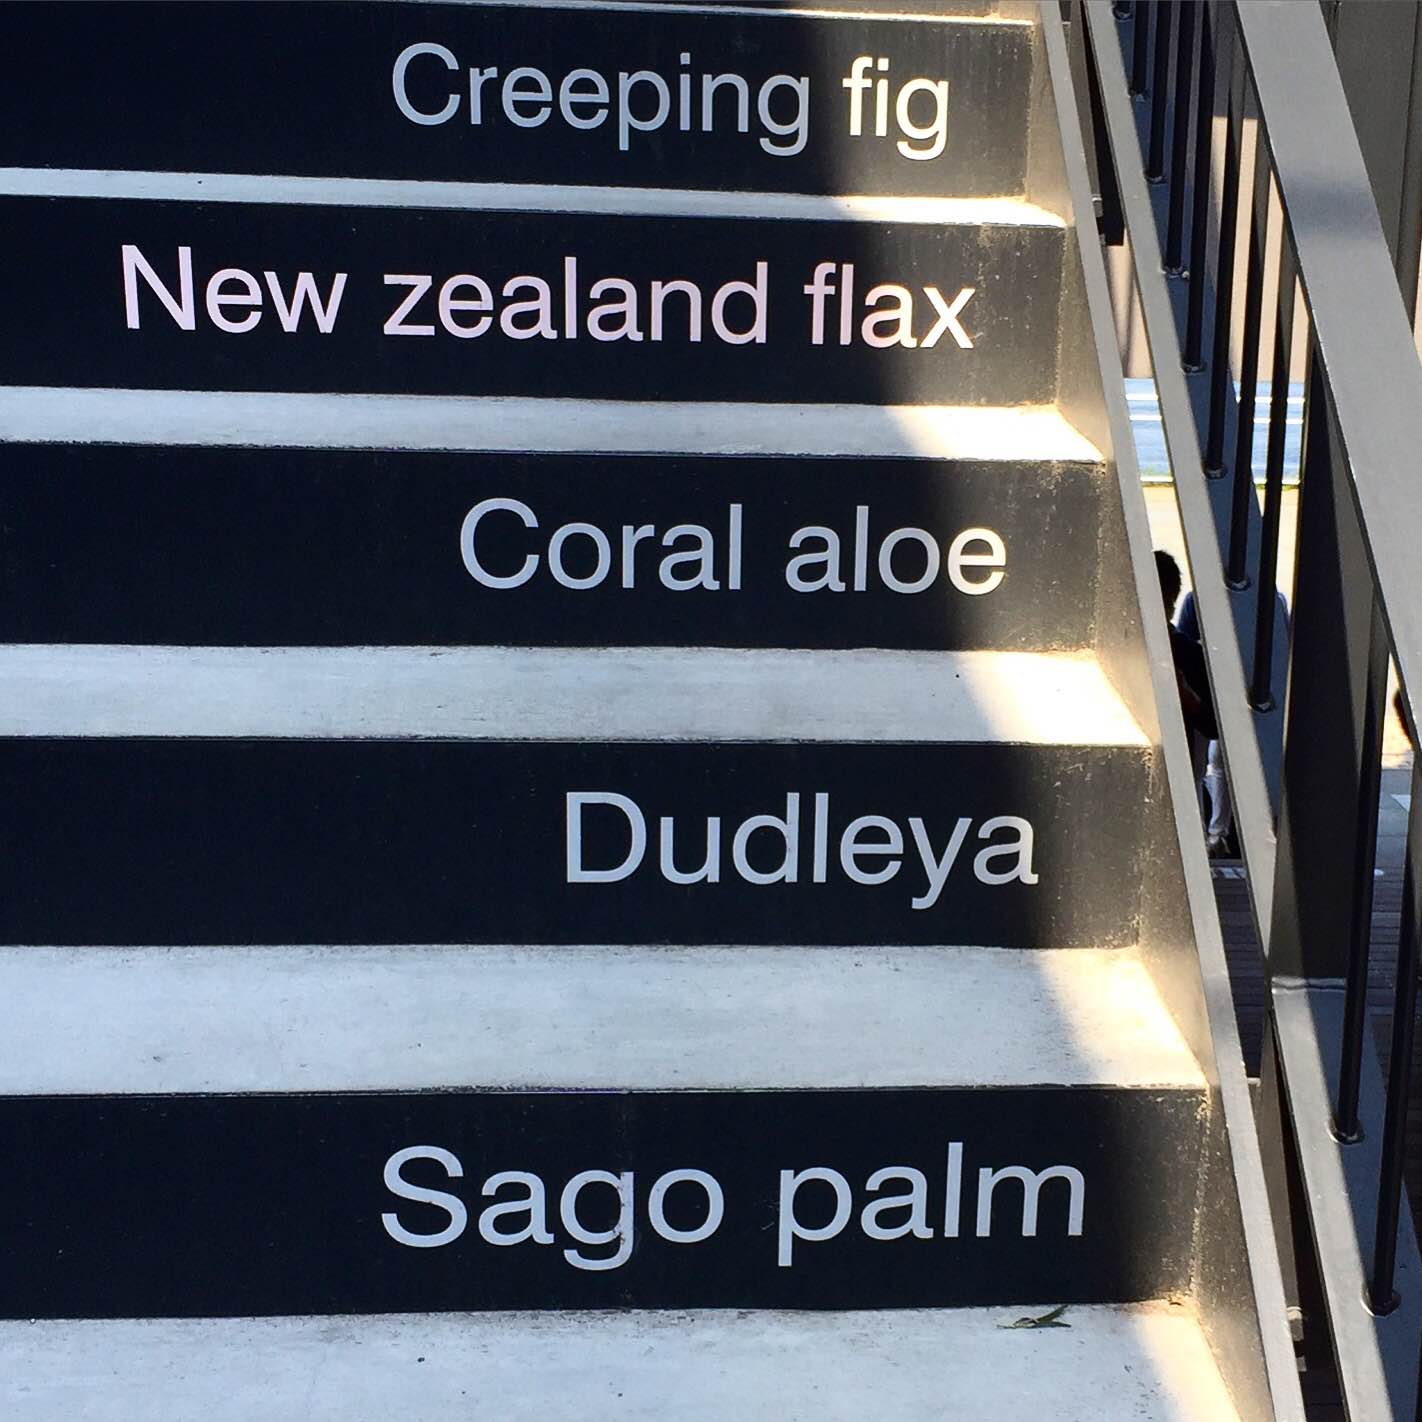 Creeping fig
New zealand flax
Coral aloe
Dudleya
Sago palm